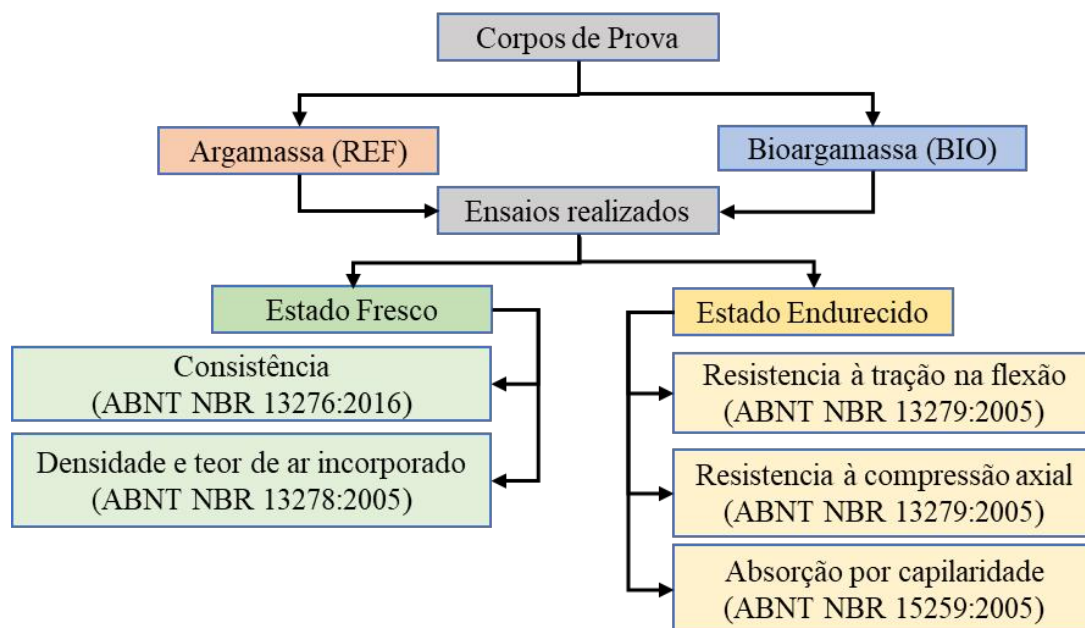 Corpos de Prova
Argamassa (REF)
Bioargamassa (BIO)
Ensaios realizados
Estado Fresco
Estado Endurecido
Consistência
(ABNT NBR 13276:2016)
Densidade e teor de ar incorporado
(ABNT NBR 13278:2005)
Resistencia à tração na flexão
(ABNT NBR 13279:2005)
Resistencia à compressão axial
(ABNT NBR 13279:2005)
Absorção por capilaridade
(ABNT NBR 15259:2005)